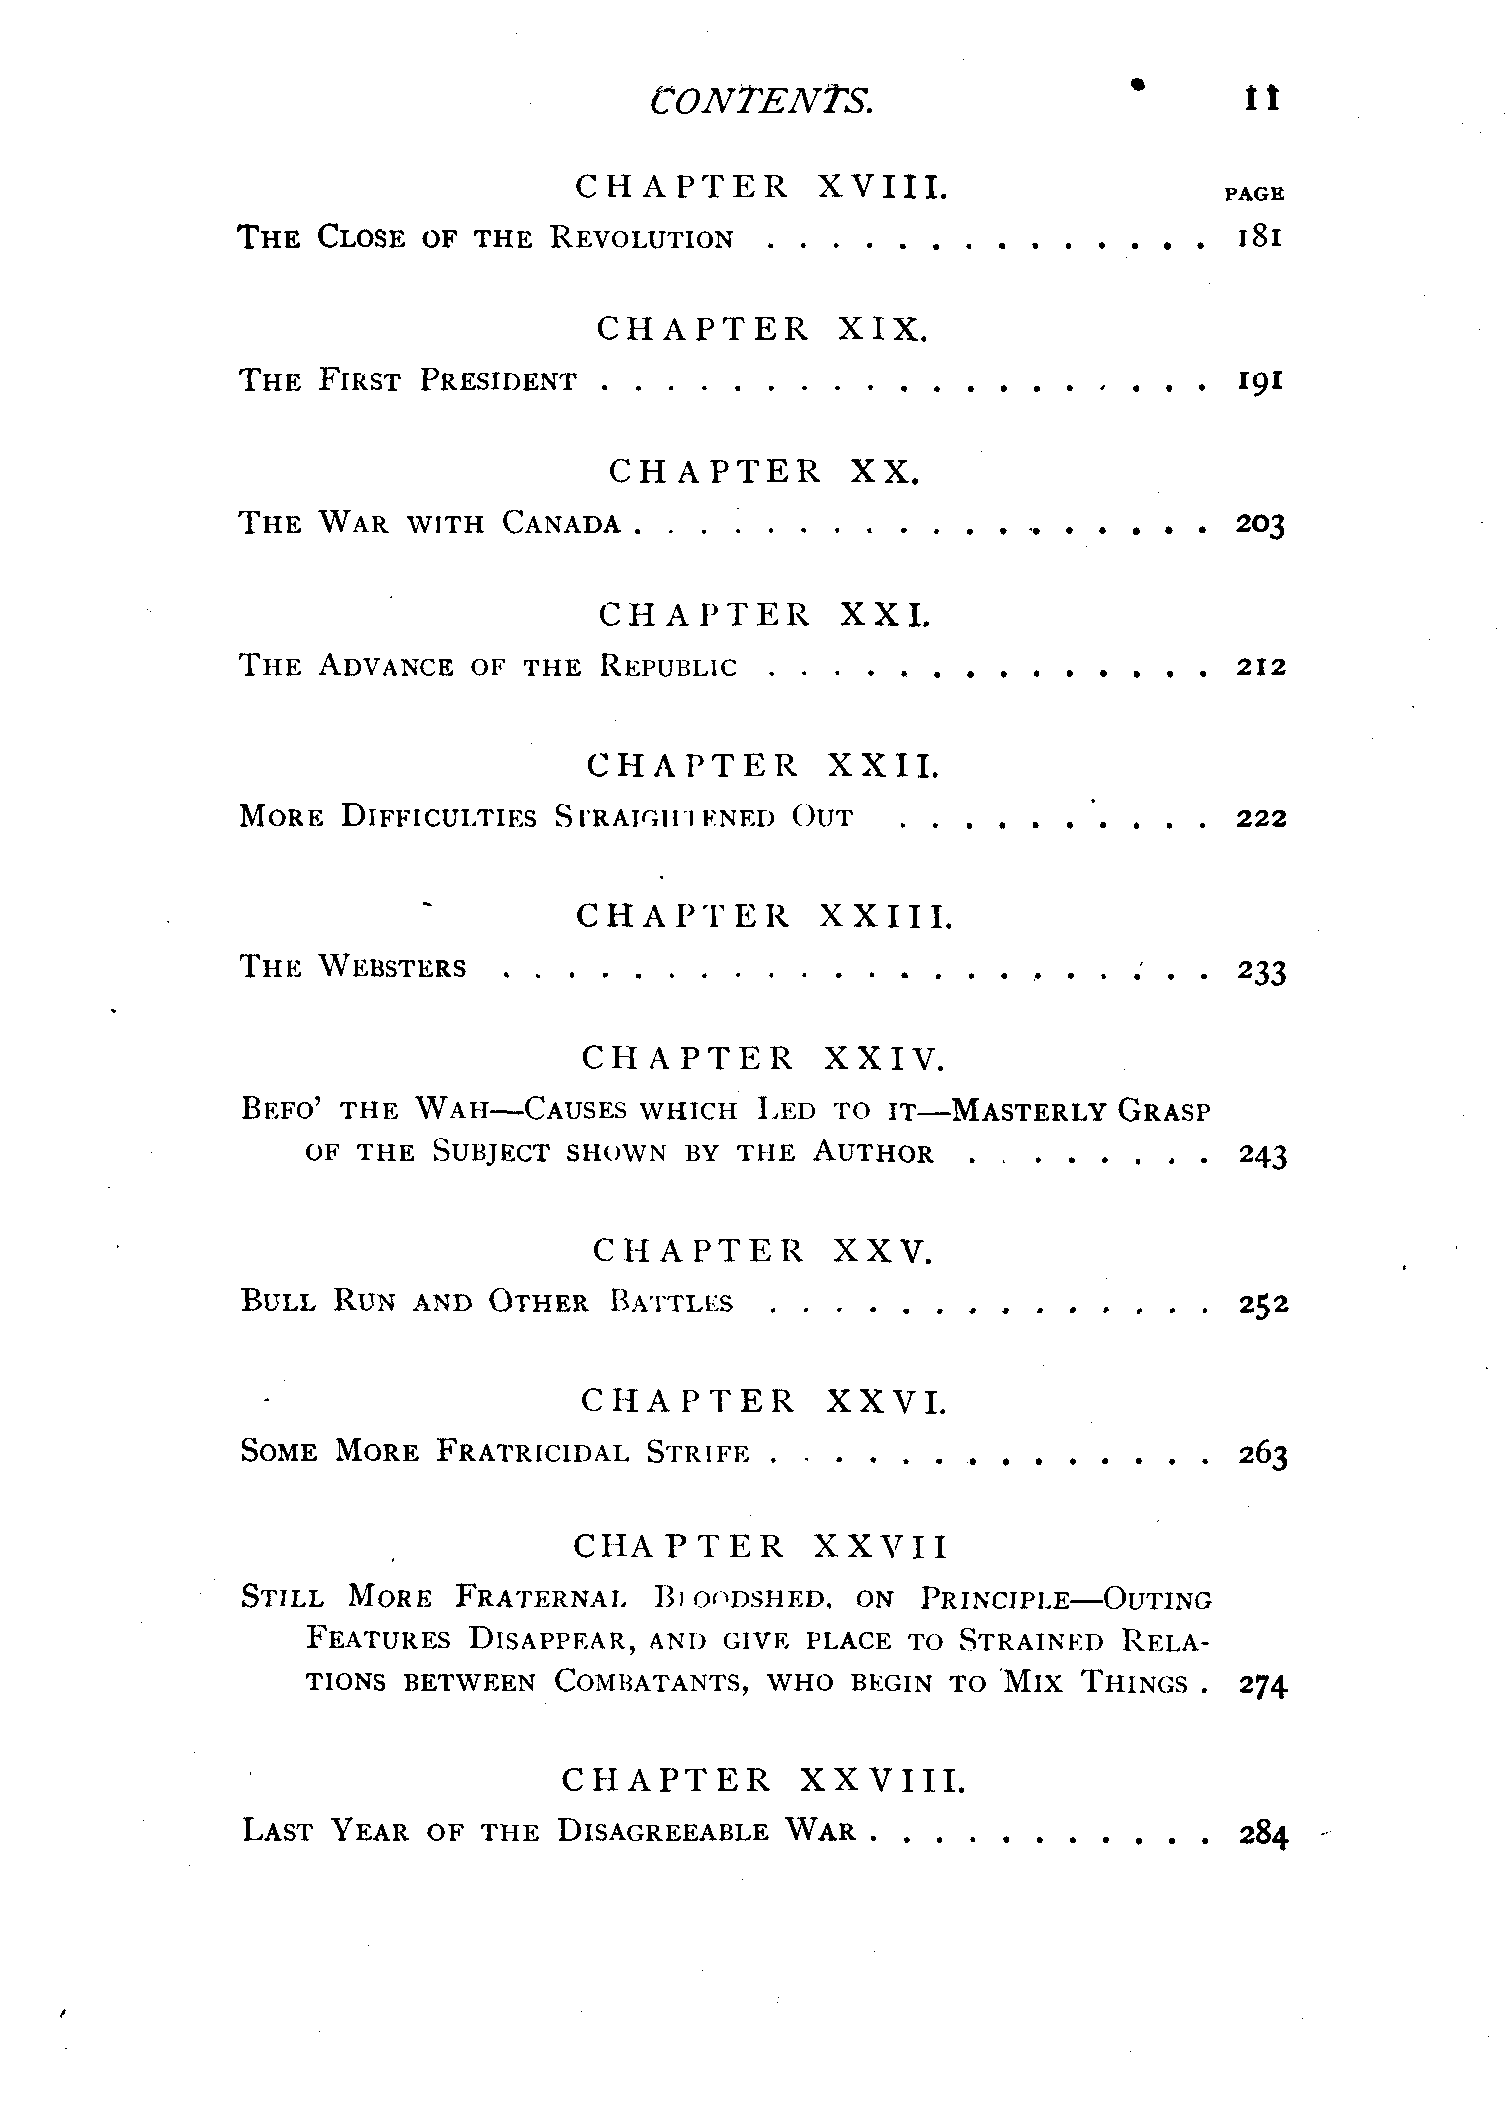 CONTENTS. 11
CHAPTER XVIII.
PAGE
THE CLOSE OF THE REVOLUTION . . . . . . . . . . . . . . 181
CHAPTER XIX.
THE FIRST PRESIDENT . . . . . . . . . . . . . . . . . . . 191
CHAPTER XX.
THE WAR WITH CANADA . . . . . . . . . . . . . . . . . . 203
CHAPTER XXI.
THE ADVANCE OF THE REPUBLIC . . . . . . . . . . . . . . 212
CHAPTER XXII.
MORE DIFFICULTIES STRAIGHTENED OUT . . . . . . . . . . 222
CHAPTER XXIII.
THE WEBSTERS . . . . . . . . . . . . . . . . . . . . . . 233
CHAPTER XXIV.
BEFO' THE WAH—CAUSES WHICH LED TO IT—MASTERLY GRASP
OF THE SUBJECT SHOWN BY THE AUTHOR . . . . . . . . 243
CHAPTER XXV.
BULL RUN AND OTHER BATTLES . . . . . . . . . . . . . . 252
CHAPTER XXVI.
SOME MORE FRATRICIDAL STRIFE . . . . . . . . . . . . . . 263
CHAPTER XXVII
STILL MORE FRATERNAL BLOODSHED, ON PRINCIPLE—OUTING
FEATURES DISAPPEAR, AND GIVE PLACE TO STRAINED RELA-
TIONS BETWEEN COMBATANTS, WHO BEGIN TO MIX THINGS . 274
CHAPTER XXVIII.
LAST YEAR OF THE DISAGREEABLE WAR . . . . . . . . . . . 284